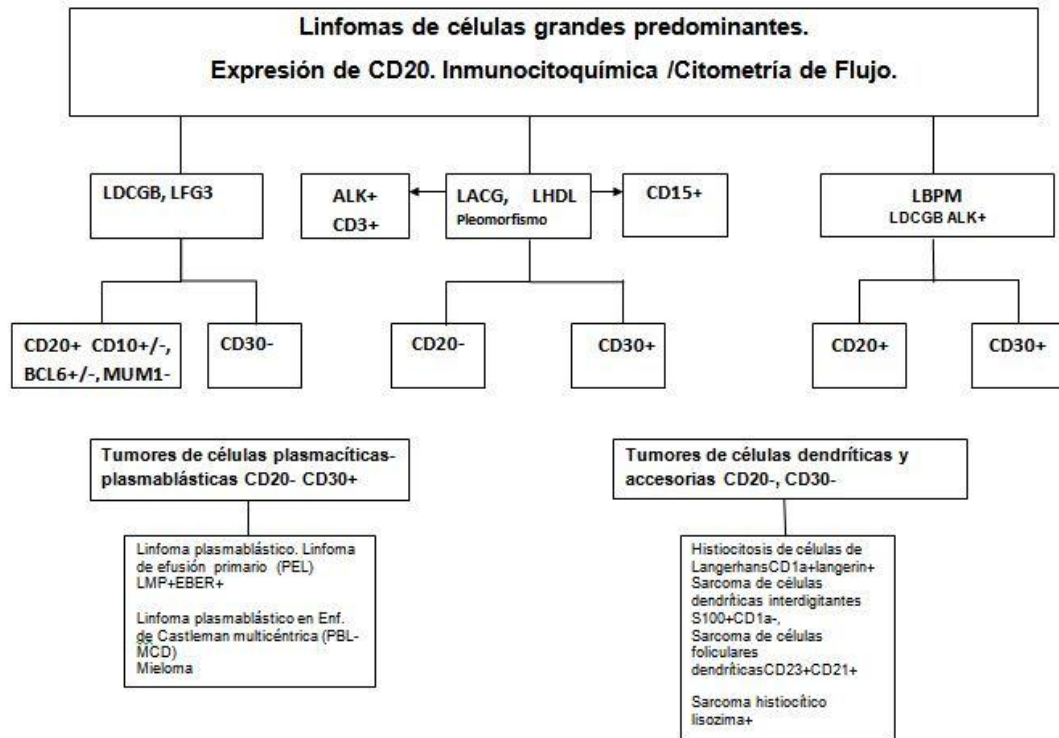 Linfomas de células grandes predominantes.
Expresión de CD20. Inmunocitoquímica /Citometría de Flujo.
LDCGB, LFG3
ALK+
CD3+
LACG, LHDL
Pleomorfismo
CD15+
LBPM
LDCGB ALK+
CD20+ CD10+/-,
BCL6+/-, MUM1-
CD30-
CD20-
CD30+
CD20+
CD30+
Tumores de células plasmacíticas-
plasmablásticas CD20- CD30+
Linfoma plasmablástico. Linfoma
de efusión primario (PEL)
LMP+EBER+
Linfoma plasmablástico en Enf.
de Castleman multicéntrica (PBL-
MCD)
Mieloma
Tumores de células dendríticas y
accesorias CD20-, CD30-
Histiocitosis de células de
LangerhansCD1a+langerin+
Sarcoma de células
dendríticas interdigitantes
S100+CD1a-,
Sarcoma de células
foliculares
dendríticasCD23+CD21+
Sarcoma histiocítico
lisozima+